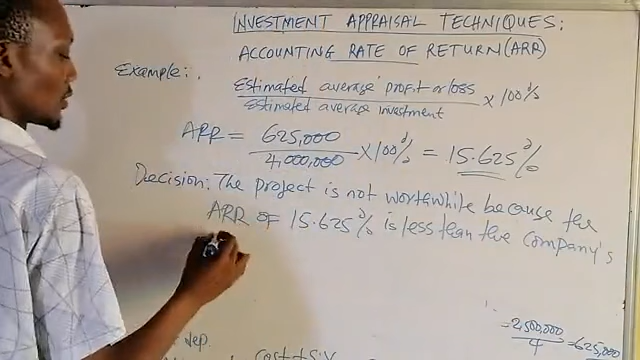 INVESTMENT APPRAISAL TECHNIQUES:
ACCOUNTING RATE OF RETURN (ARR)
Example:.
Estimated average profit or loss
Estimated average investment
× 100%
ARR = 625,000
4,000,000
× 100% = 15.625%
Decision: The project is not worthwhile because the
ARR of 15.625% is less than the company's
= 2,500,000
4
= 625,000
dep.
cost + S.V